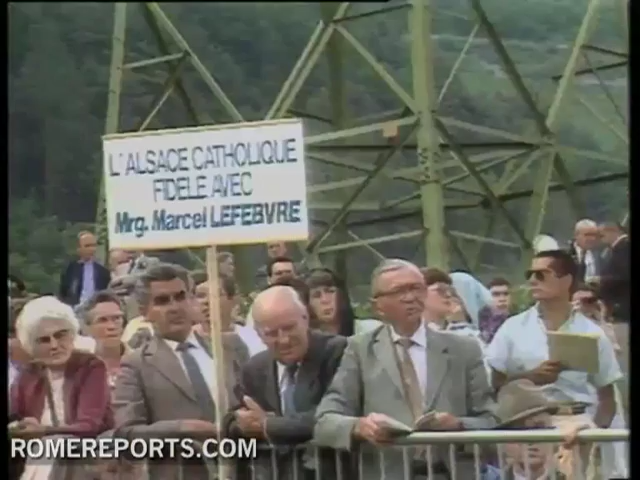 L'ALSACE CATHOLIQUE
FIDELE AVEC
Mrg. Marcel LEFEBVRE
ROMEREPORTS.COM